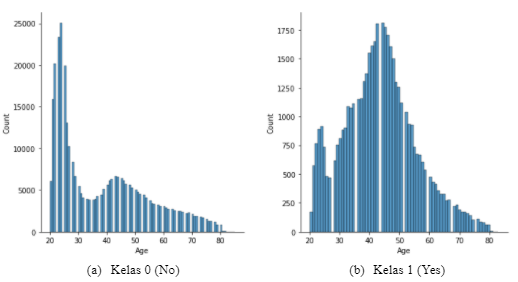 25000
20000
15000
10000
5000
0
Count
20 30 40 50 60 70 80
Age
(a) Kelas 0 (No)
1750
1500
1250
1000
750
500
250
0
Count
20 30 40 50 60 70 80
Age
(b) Kelas 1 (Yes)